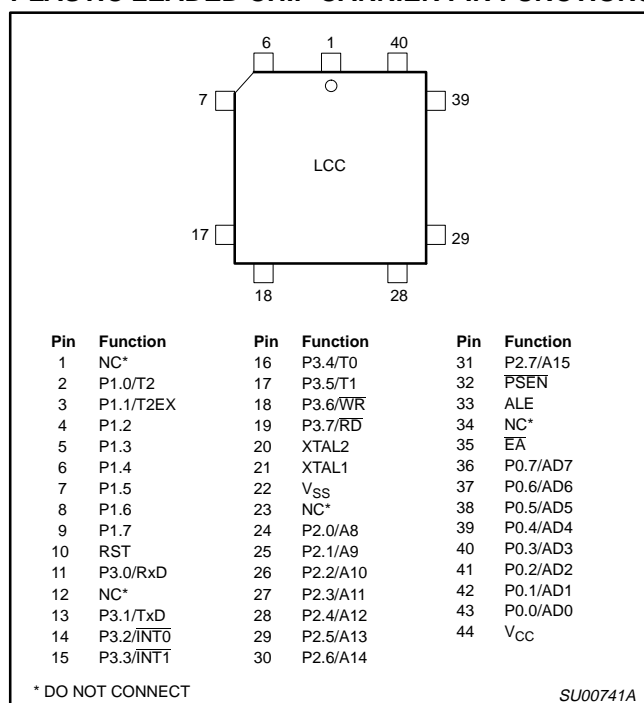 PLASTIC LEADED CHIP CARRIER PIN FUNCTIONS
6 1 40
7 39
LCC
17 29
18 28
Pin Function Pin Function Pin Function
1 NC* 16 P3.4/T0 31 P2.7/A15
2 P1.0/T2 17 P3.5/T1 32 PSEN
3 P1.1/T2EX 18 P3.6/WR 33 ALE
4 P1.2 19 P3.7/RD 34 NC*
5 P1.3 20 XTAL2 35 EA
6 P1.4 21 XTAL1 36 P0.7/AD7
7 P1.5 22 VSS 37 P0.6/AD6
8 P1.6 23 NC* 38 P0.5/AD5
9 P1.7 24 P2.0/A8 39 P0.4/AD4
10 RST 25 P2.1/A9 40 P0.3/AD3
11 P3.0/RxD 26 P2.2/A10 41 P0.2/AD2
12 NC* 27 P2.3/A11 42 P0.1/AD1
13 P3.1/TxD 28 P2.4/A12 43 P0.0/AD0
14 P3.2/INT0 29 P2.5/A13 44 VCC
15 P3.3/INT1 30 P2.6/A14
* DO NOT CONNECT
SU00741A